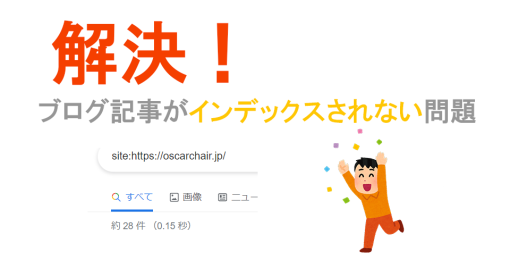 解決！
ブログ記事がインデックスされない問題
site:https://oscarchair.jp/
すべて 画像 ニュー
約 28 件 （0.15 秒）